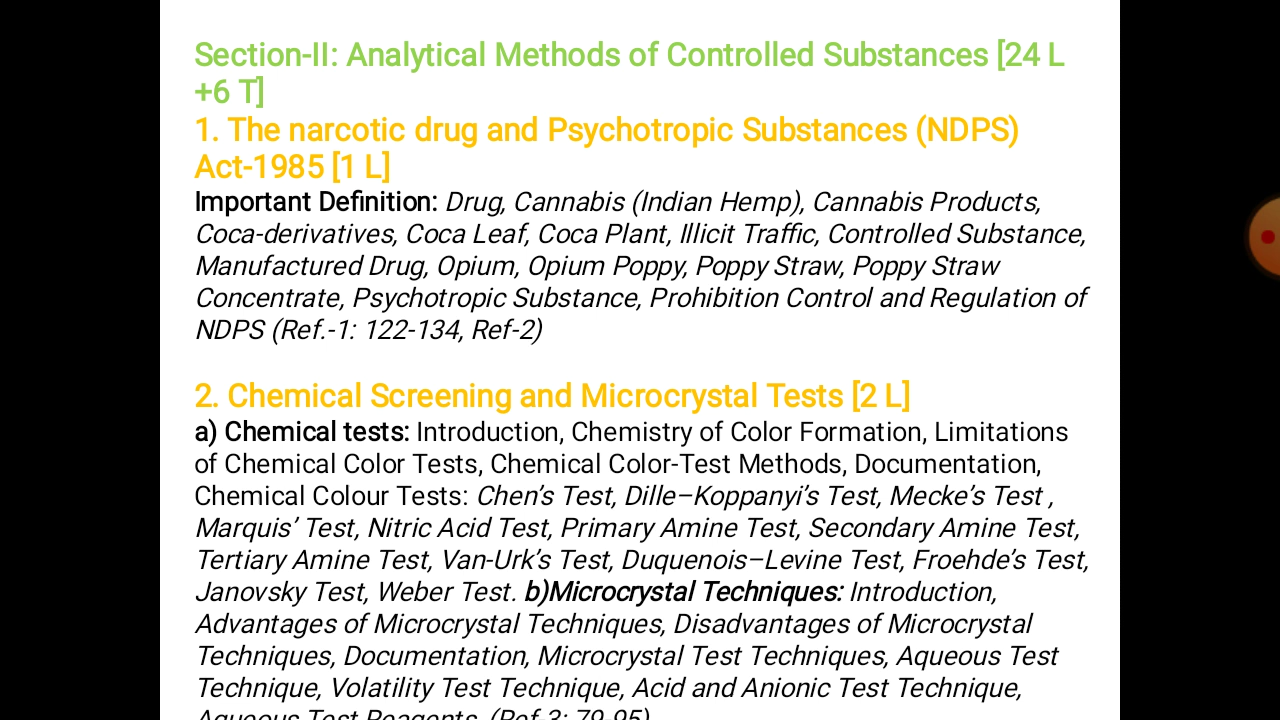 Section-II: Analytical Methods of Controlled Substances [24 L
+6 T]
1. The narcotic drug and Psychotropic Substances (NDPS)
Act-1985 [1 L]
Important Definition: Drug, Cannabis (Indian Hemp), Cannabis Products,
Coca-derivatives, Coca Leaf, Coca Plant, Illicit Traffic, Controlled Substance,
Manufactured Drug, Opium, Opium Poppy, Poppy Straw, Poppy Straw
Concentrate, Psychotropic Substance, Prohibition Control and Regulation of
NDPS (Ref.-1: 122-134, Ref-2)
2. Chemical Screening and Microcrystal Tests [2 L]
a) Chemical tests: Introduction, Chemistry of Color Formation, Limitations
of Chemical Color Tests, Chemical Color-Test Methods, Documentation,
Chemical Colour Tests: Chen's Test, Dille–Koppanyi's Test, Mecke's Test ,
Marquis' Test, Nitric Acid Test, Primary Amine Test, Secondary Amine Test,
Tertiary Amine Test, Van-Urk's Test, Duquenois–Levine Test, Froehde's Test,
Janovsky Test, Weber Test. b)Microcrystal Techniques: Introduction,
Advantages of Microcrystal Techniques, Disadvantages of Microcrystal
Techniques, Documentation, Microcrystal Test Techniques, Aqueous Test
Technique, Volatility Test Technique, Acid and Anionic Test Technique,
Aqueous Test Reagents. (Ref-3: 79-95)